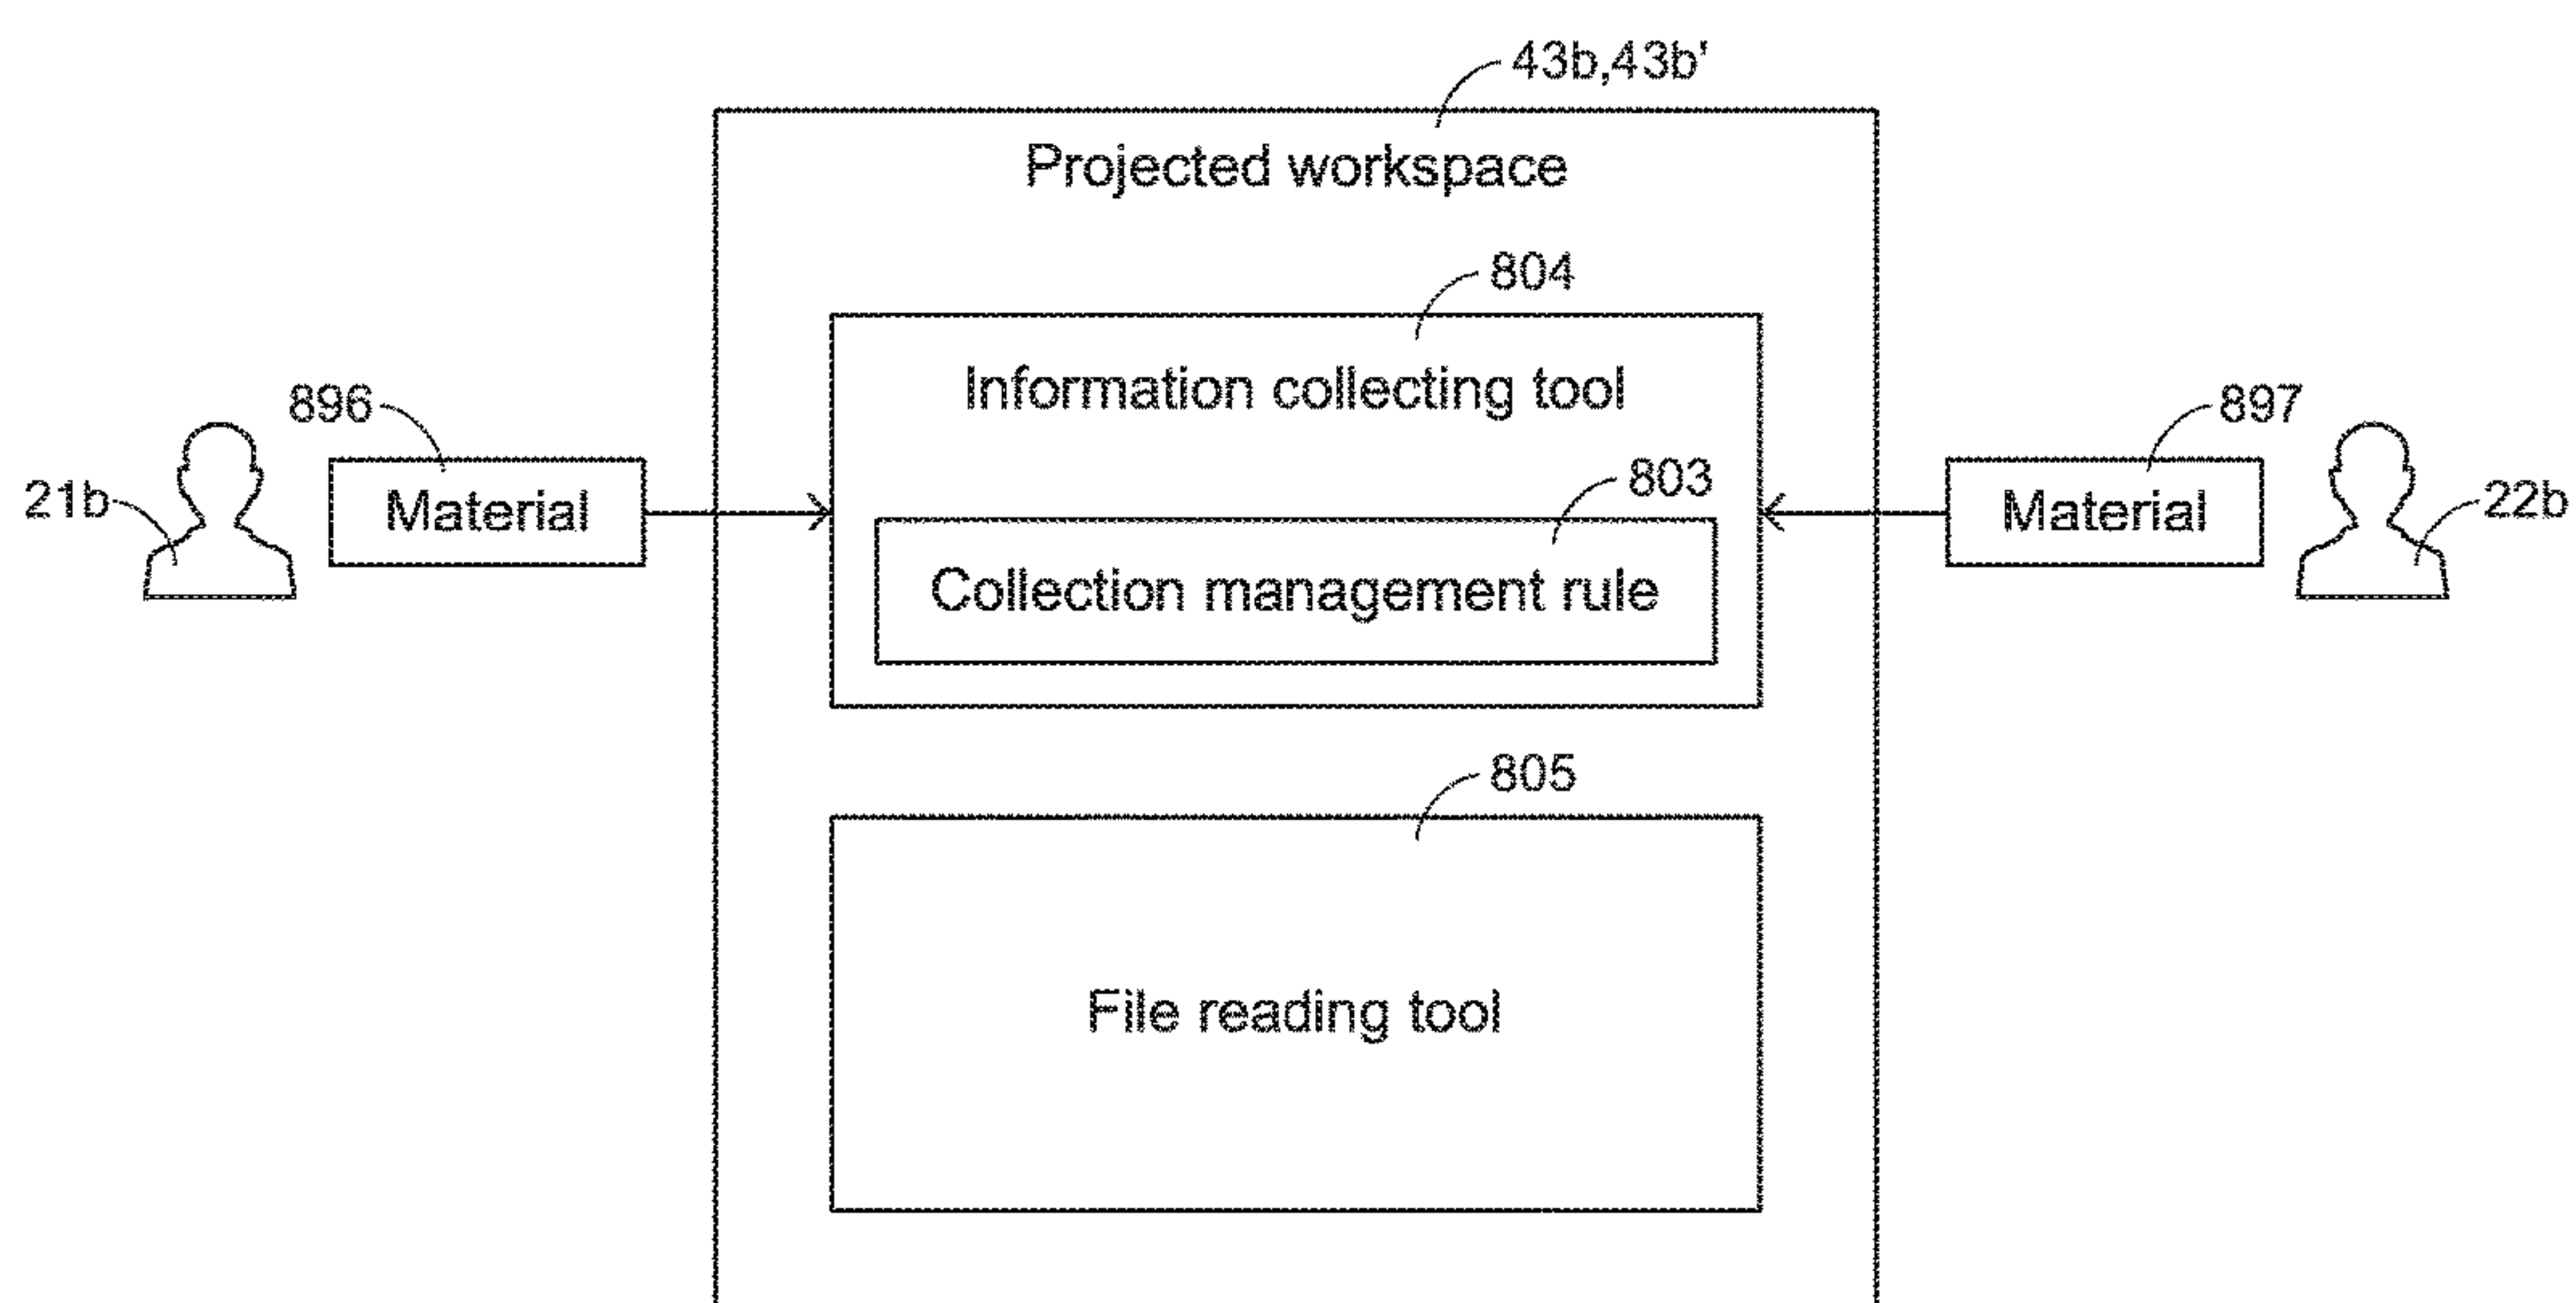 43b,43b'
Projected workspace
804
Information collecting tool
896
897
21b
Material
803
Material
22b
Collection management rule
805
File reading tool